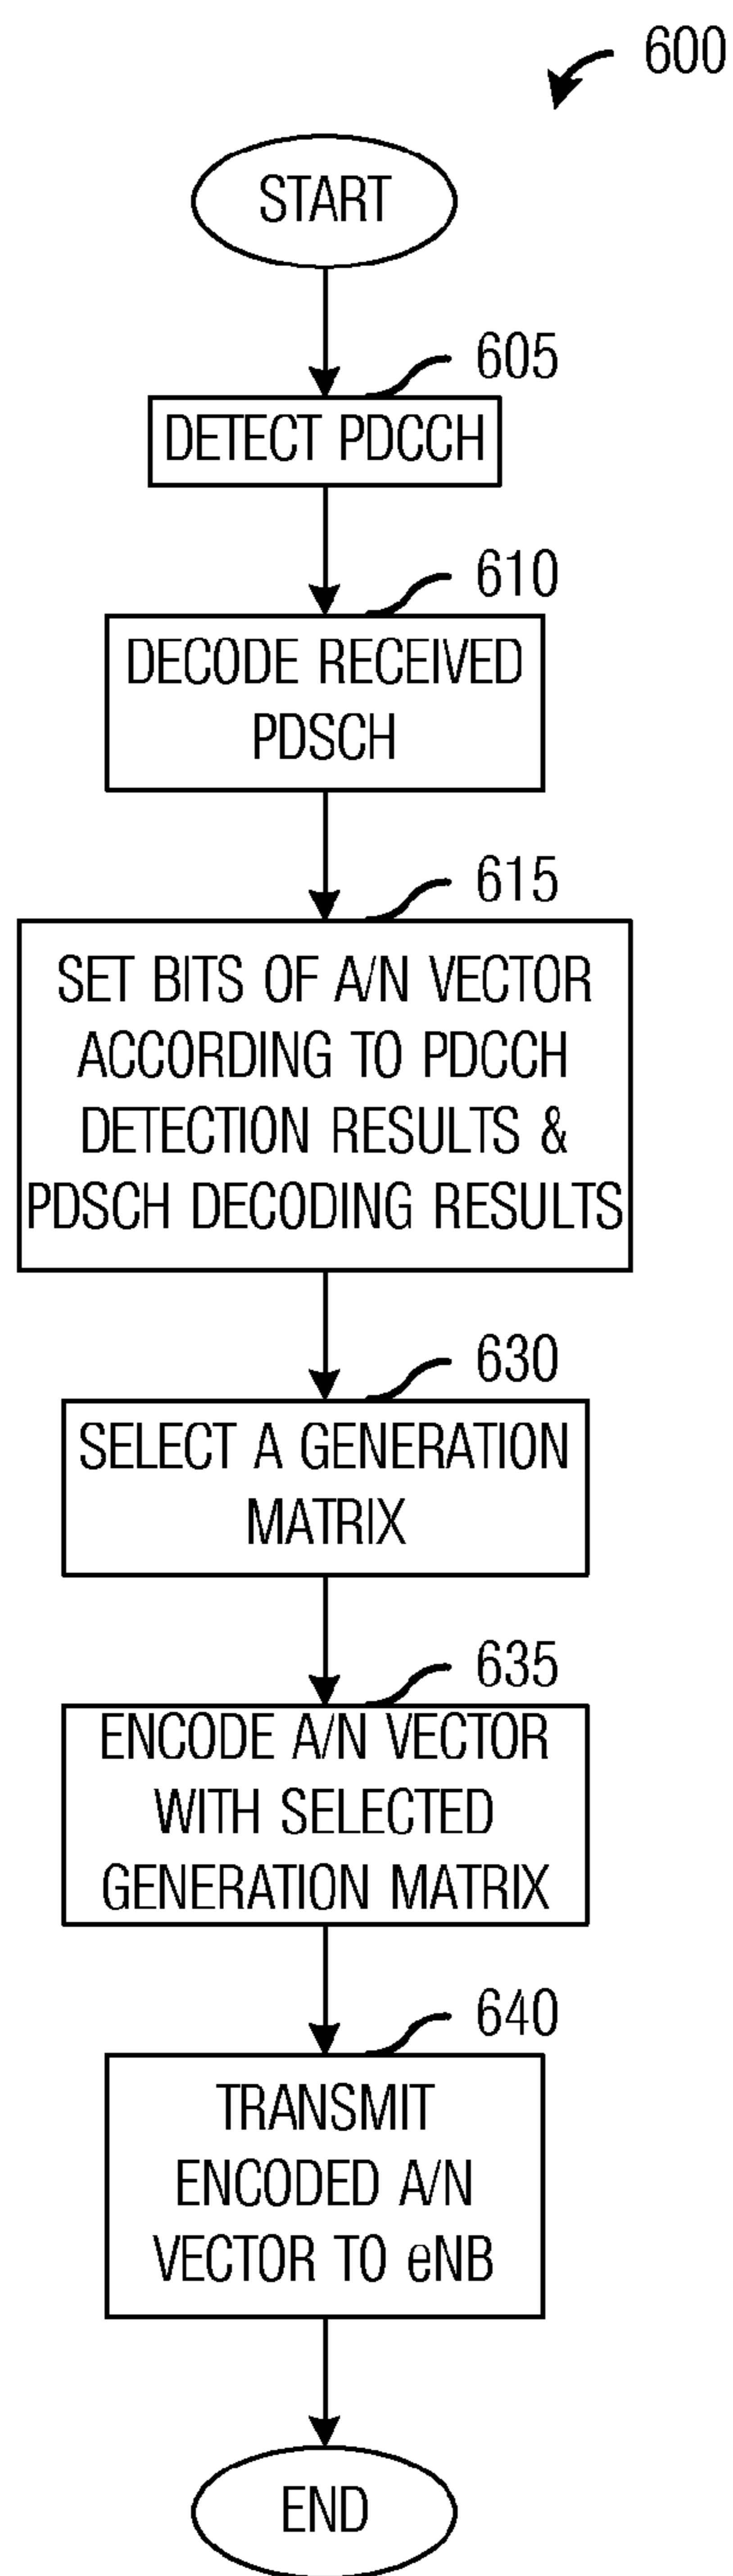 600
START
605
DETECT PDCCH
610
DECODE RECEIVED
PDSCH
615
SET BITS OF A/N VECTOR
ACCORDING TO PDCCH
DETECTION RESULTS &
PDSCH DECODING RESULTS
630
SELECT A GENERATION
MATRIX
635
ENCODE A/N VECTOR
WITH SELECTED
GENERATION MATRIX
640
TRANSMIT
ENCODED A/N
VECTOR TO eNB
END